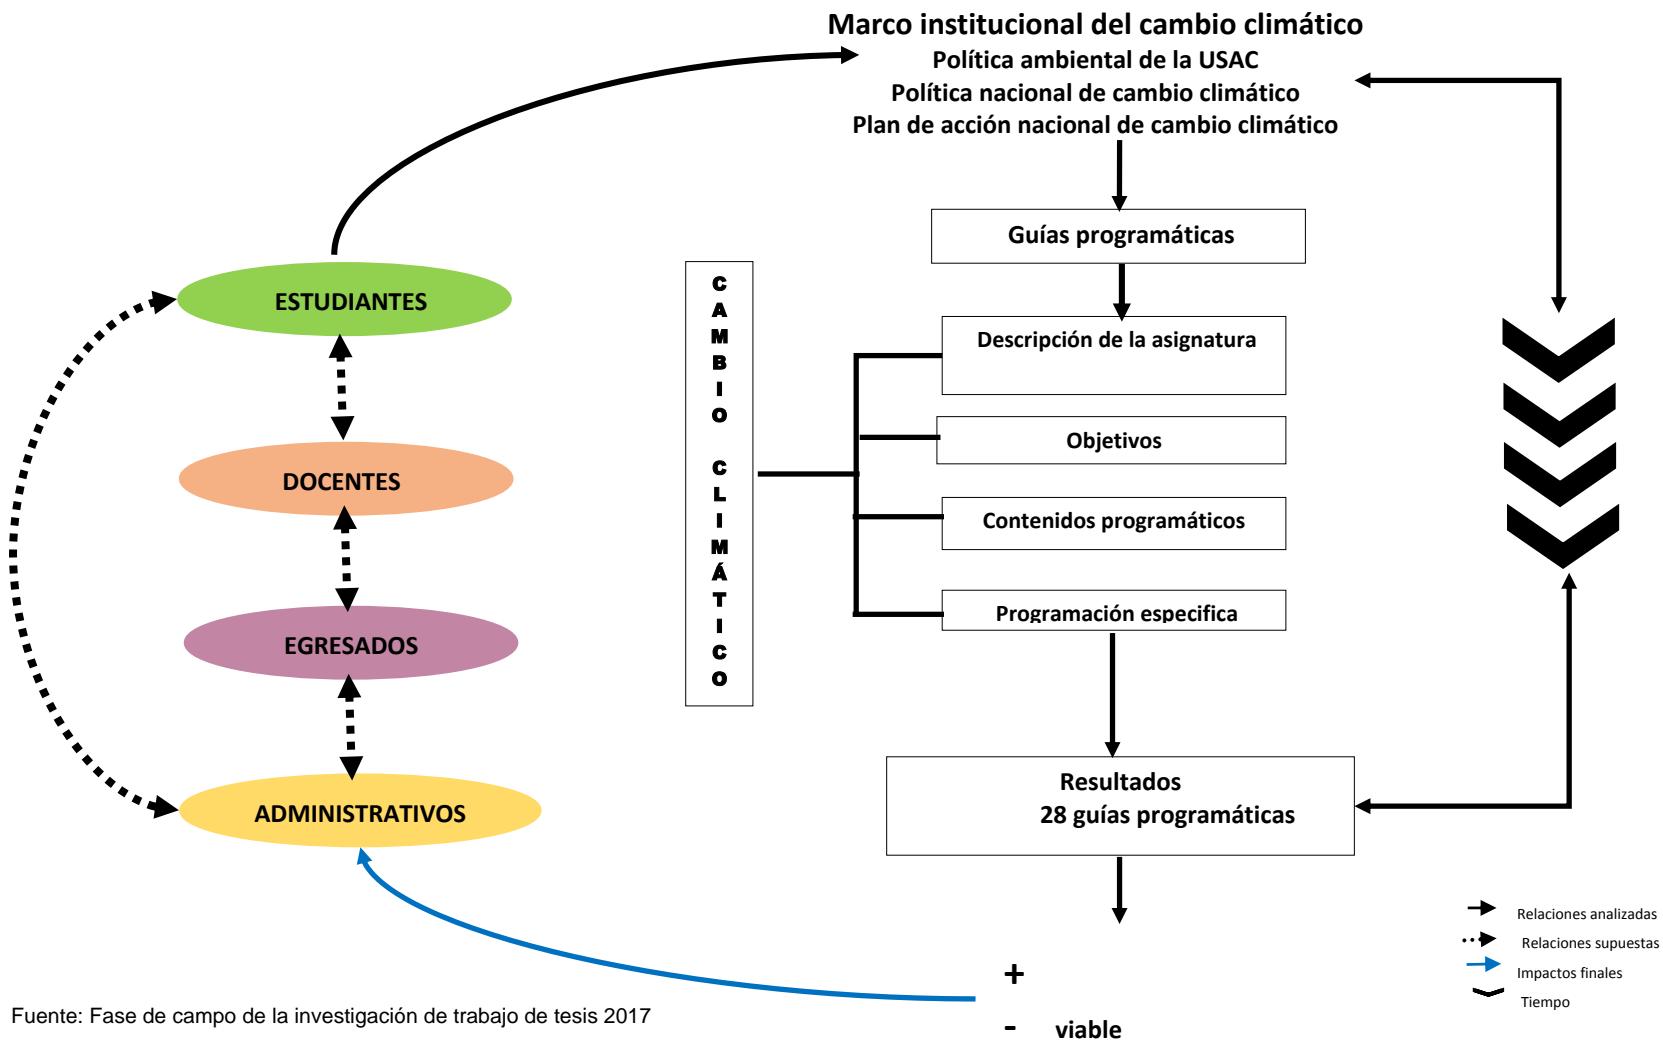 Marco institucional del cambio climático
Política ambiental de la USAC
Política nacional de cambio climático
Plan de acción nacional de cambio climático
Guías programáticas
ESTUDIANTES
DOCENTES
EGRESADOS
ADMINISTRATIVOS
CAMBIO CLIMÁTICO
Descripción de la asignatura
Objetivos
Contenidos programáticos
Programación especifica
Resultados
28 guías programáticas
+
- viable
Relaciones analizadas
Relaciones supuestas
Impactos finales
Tiempo
Fuente: Fase de campo de la investigación de trabajo de tesis 2017